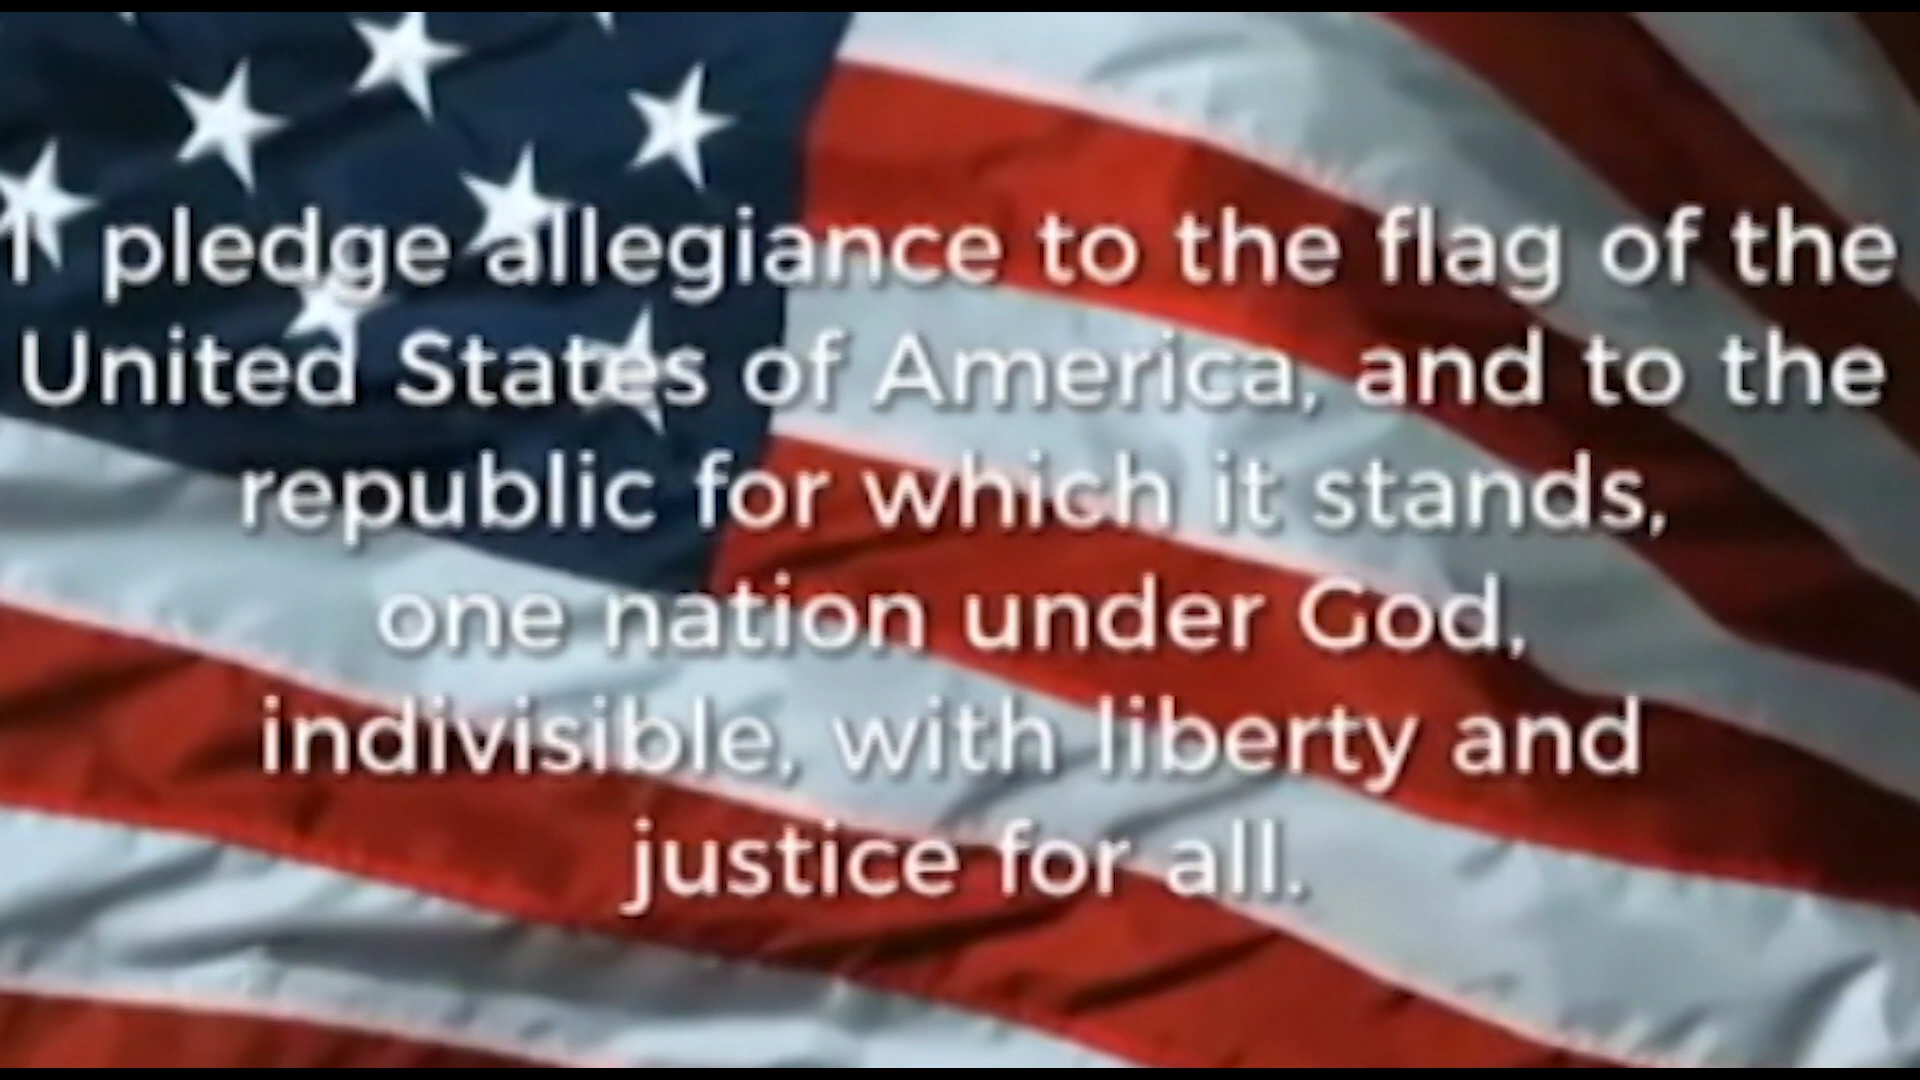 I pledge allegiance to the flag of the
United States of America, and to the
republic for which it stands,
one nation under God,
indivisible, with liberty and
justice for all.